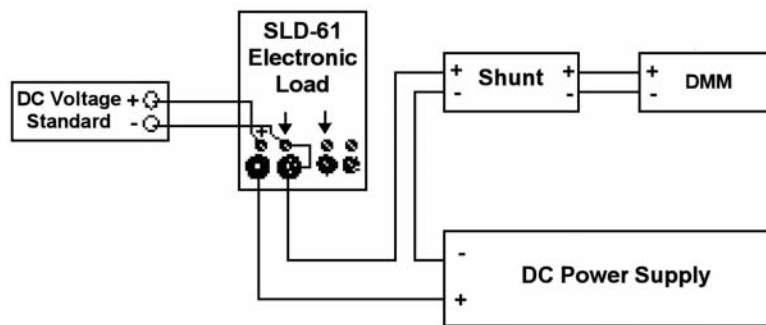 SLD-61
Electronic
Load
DC Voltage +
Standard -
+
+ Shunt +
- -
+ DMM
-
-
DC Power Supply
+